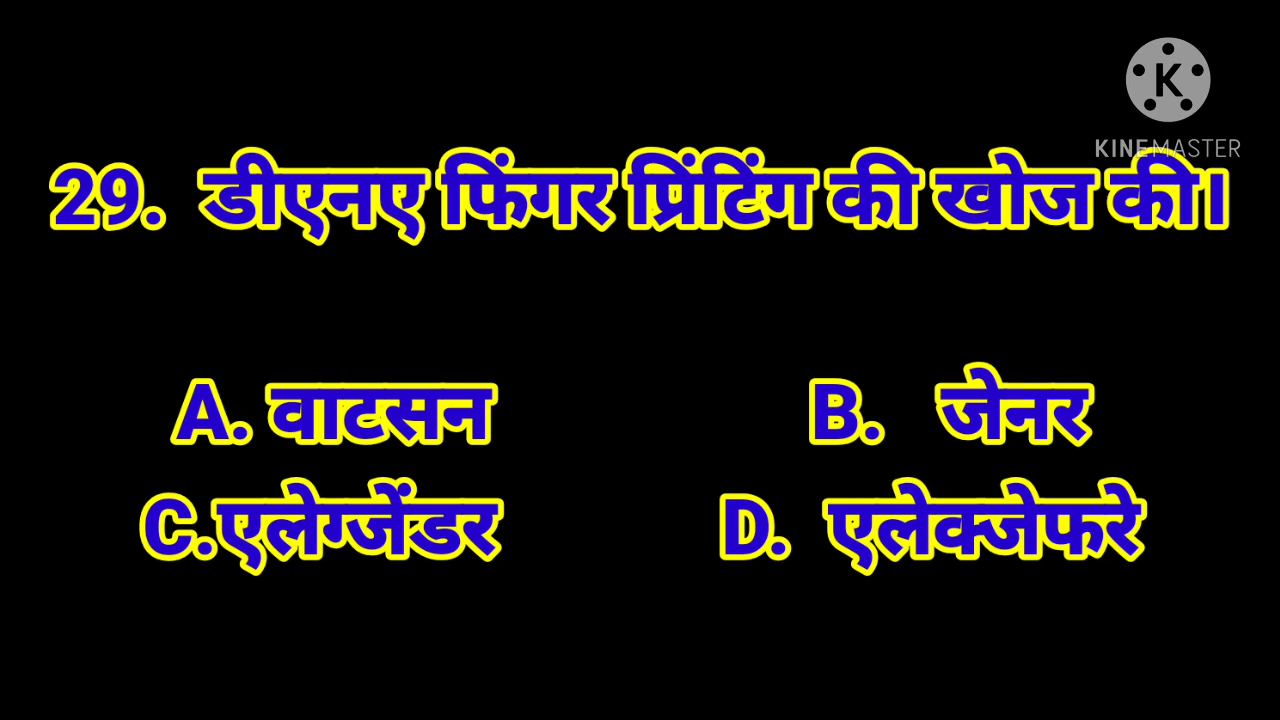 KINEMASTER
29. डीएनए फिंगर प्रिंटिंग की खोज की।
A. वाटसन B. जेनर
C.एलेग्जेंडर D. एलेक्जेफरे